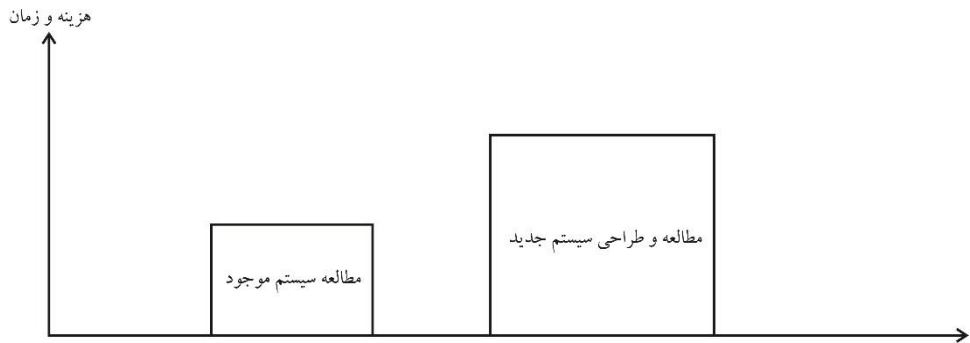 هزینه و زمان
مطالعه و طراحی سیستم جدید
مطالعه سیستم موجود